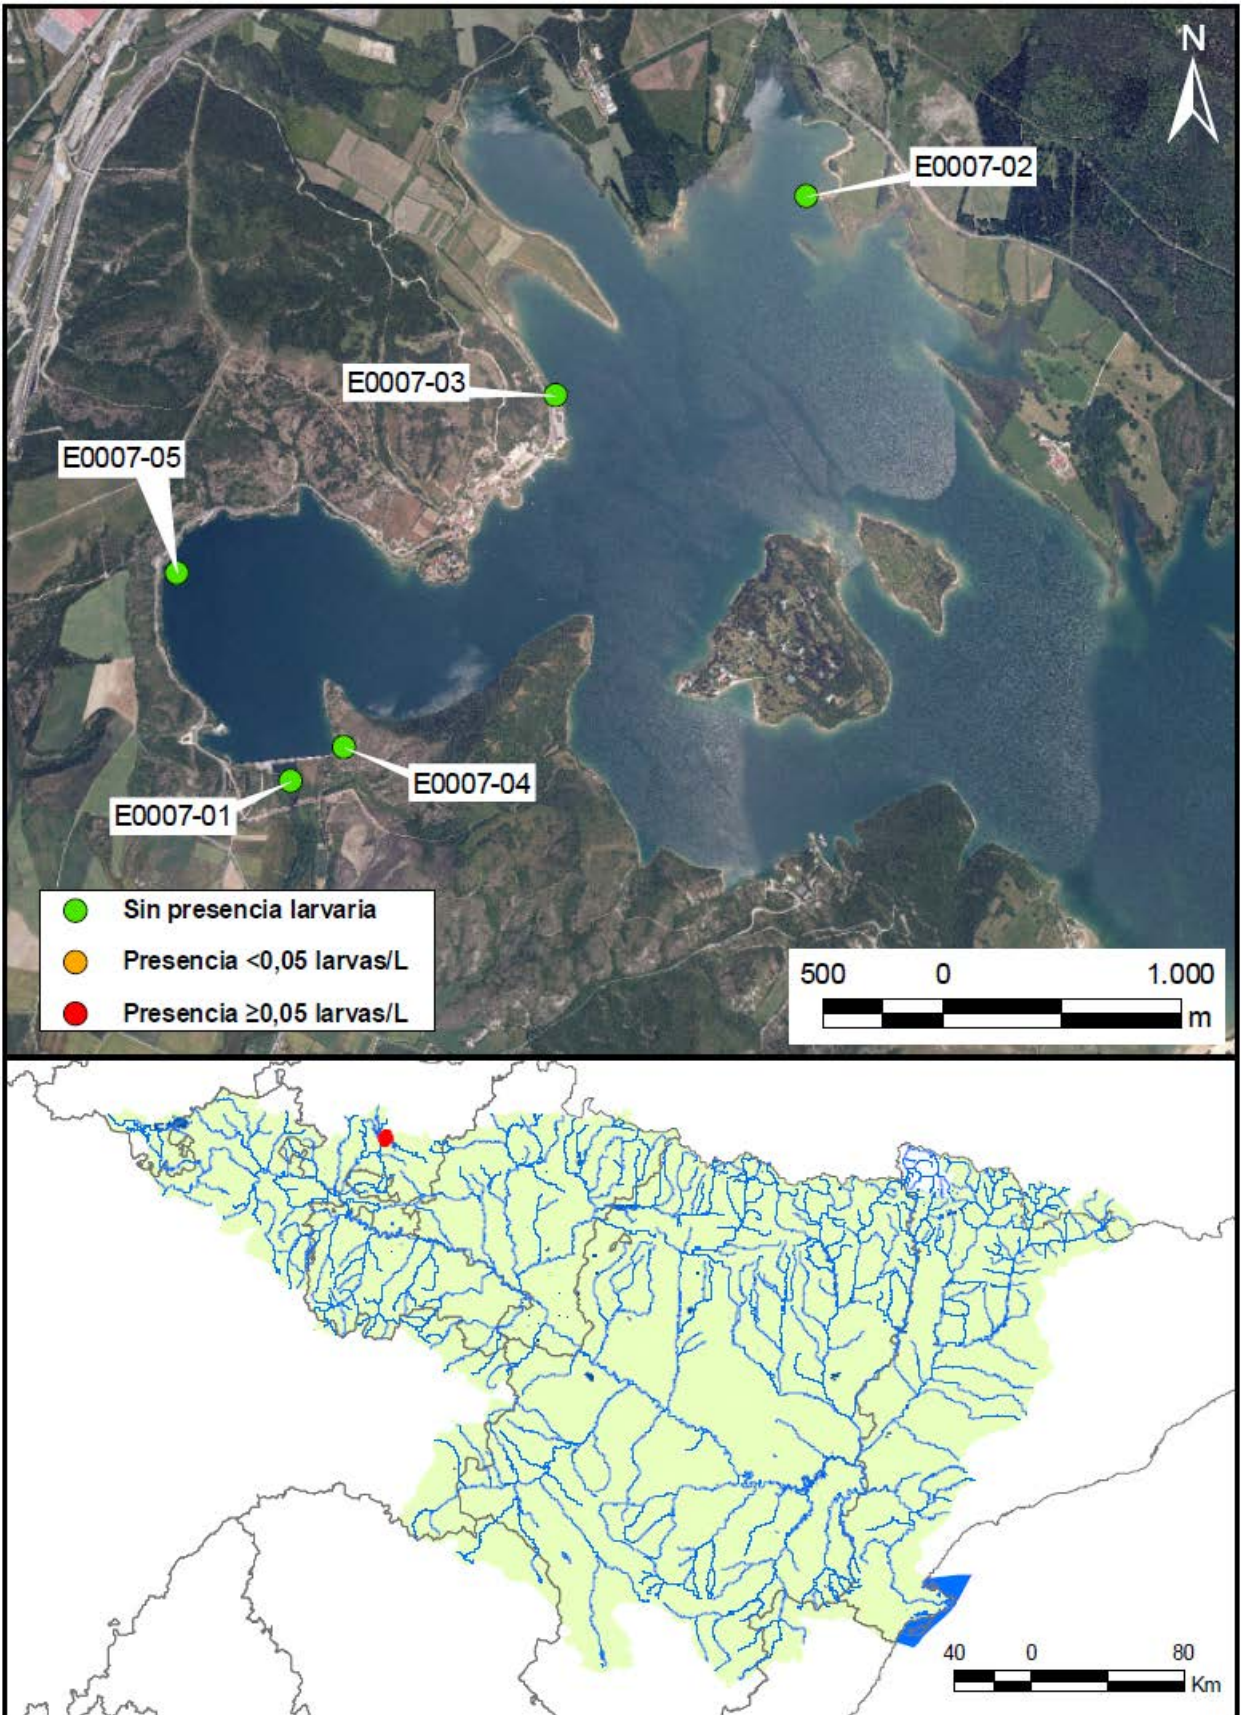 N
E0007-02
E0007-03
E0007-05
E0007-04
E0007-01
Sin presencia larvaria
Presencia <0,05 larvas/L
Presencia ≥0,05 larvas/L
500 0 1.000
m
40 0 80
Km